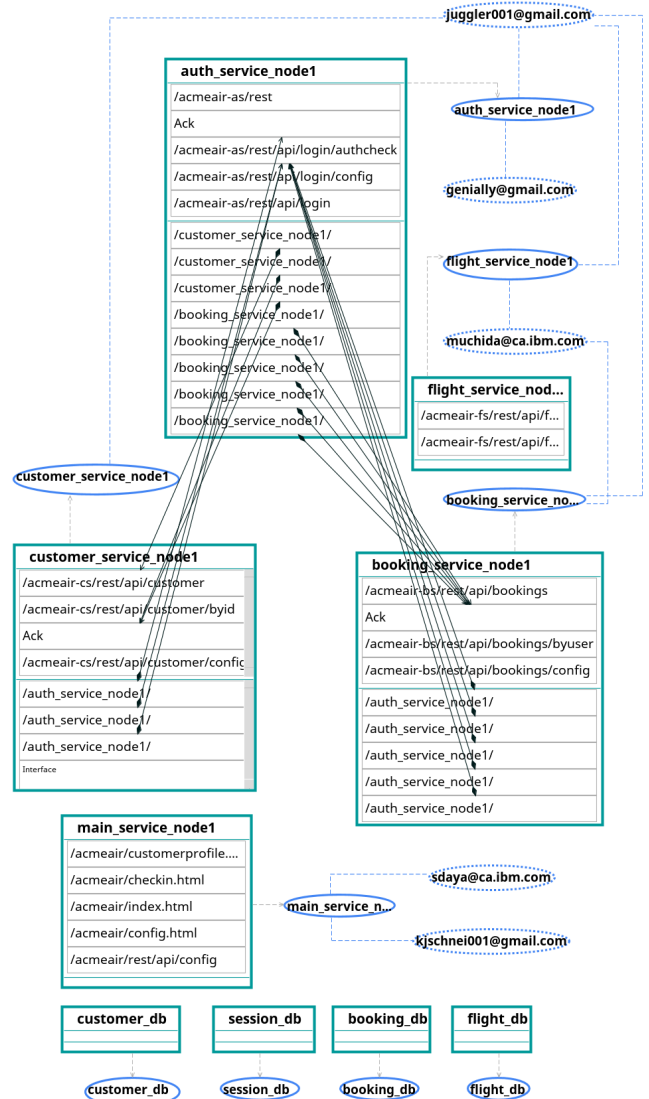 juggler001@gmail.com
auth_service_node1
/acmeair-as/rest
Ack
/acmeair-as/rest/api/login/authcheck
/acmeair-as/rest/api/login/config
/acmeair-as/rest/api/login
/customer_service_node1/
/customer_service_node1/
/customer_service_node1/
/booking_service_node1/
/booking_service_node1/
/booking_service_node1/
/booking_service_node1/
/booking_service_node1/
auth_service_node1
genially@gmail.com
flight_service_node1
muchida@ca.ibm.com
flight_service_nod...
/acmeair-fs/rest/api/f...
/acmeair-fs/rest/api/f...
customer_service_node1
booking_service_no...
customer_service_node1
/acmeair-cs/rest/api/customer
/acmeair-cs/rest/api/customer/byid
Ack
/acmeair-cs/rest/api/customer/config
/auth_service_node1/
/auth_service_node1/
/auth_service_node1/
Interface
booking_service_node1
/acmeair-bs/rest/api/bookings
Ack
/acmeair-bs/rest/api/bookings/byuser
/acmeair-bs/rest/api/bookings/config
/auth_service_node1/
/auth_service_node1/
/auth_service_node1/
/auth_service_node1/
/auth_service_node1/
main_service_node1
/acmeair/customerprofile....
/acmeair/checkin.html
/acmeair/index.html
/acmeair/config.html
/acmeair/rest/api/config
sdaya@ca.ibm.com
main_service_n...
kjschnei001@gmail.com
customer_db
session_db
booking_db
flight_db
customer_db
session_db
booking_db
flight_db